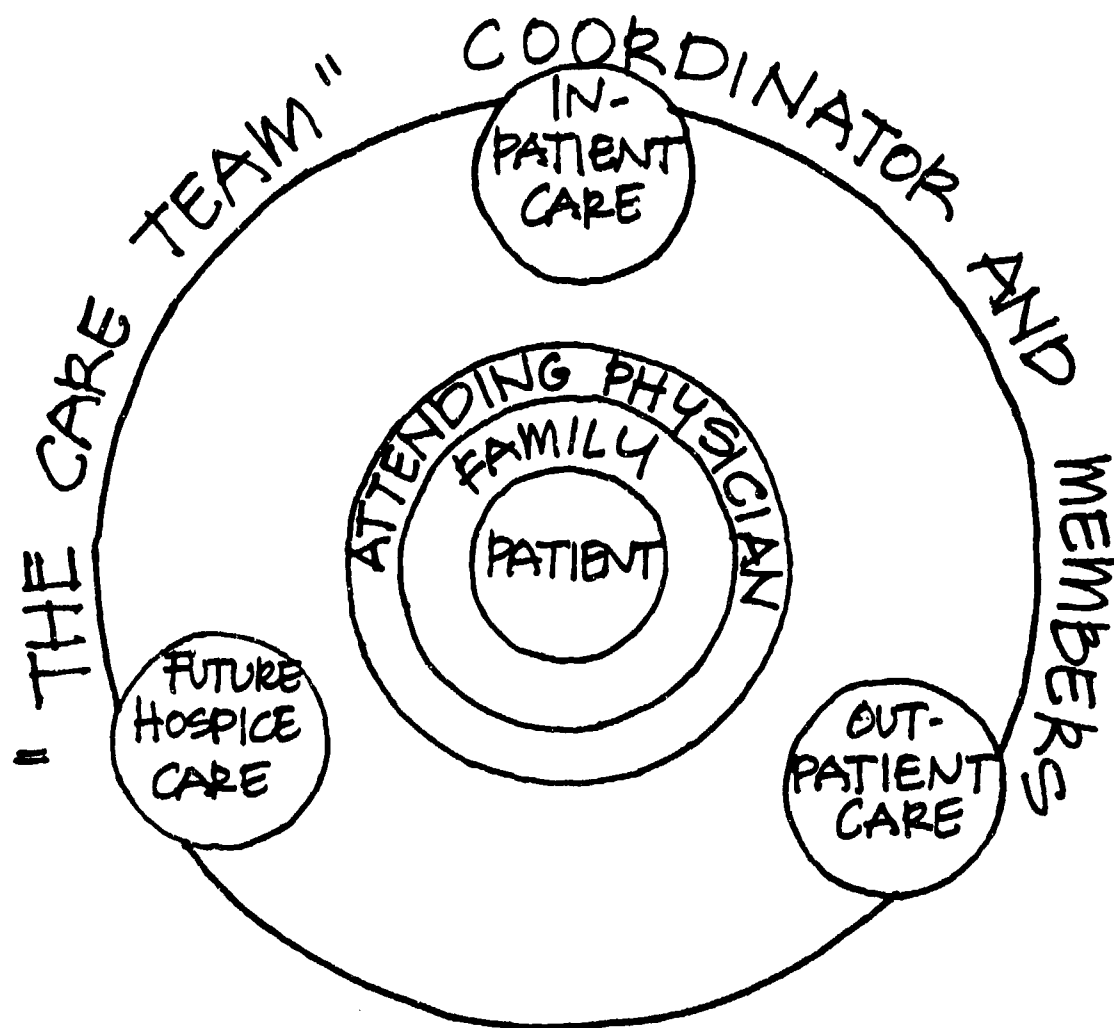 "THE CARE TEAM" COORDINATOR AND MEMBERS
IN-
PATIENT
CARE
ATTENDING PHYSICIAN
FAMILY
PATIENT
FUTURE
HOSPICE
CARE
OUT-
PATIENT
CARE